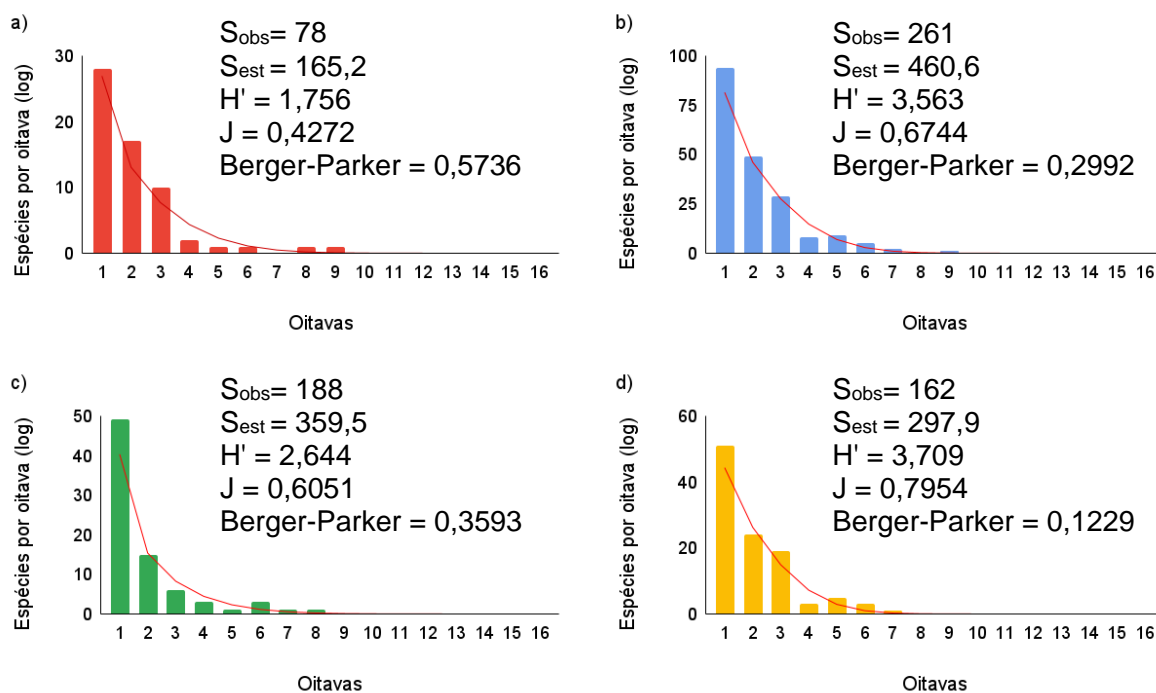 a)
Sobs= 78
Sest = 165,2
H' = 1,756
J = 0,4272
Berger-Parker = 0,5736
Espécies por oitava (log)
30
20
10
0
1 2 3 4 5 6 7 8 9 10 11 12 13 14 15 16
Oitavas
b)
Sobs= 261
Sest = 460,6
H' = 3,563
J = 0,6744
Berger-Parker = 0,2992
Espécies por oitava (log)
100
75
50
25
0
1 2 3 4 5 6 7 8 9 10 11 12 13 14 15 16
Oitavas
c)
Sobs= 188
Sest = 359,5
H' = 2,644
J = 0,6051
Berger-Parker = 0,3593
Espécies por oitava (log)
50
40
30
20
10
0
1 2 3 4 5 6 7 8 9 10 11 12 13 14 15 16
Oitavas
d)
Sobs= 162
Sest = 297,9
H' = 3,709
J = 0,7954
Berger-Parker = 0,1229
Espécies por oitava (log)
60
40
20
0
1 2 3 4 5 6 7 8 9 10 11 12 13 14 15 16
Oitavas